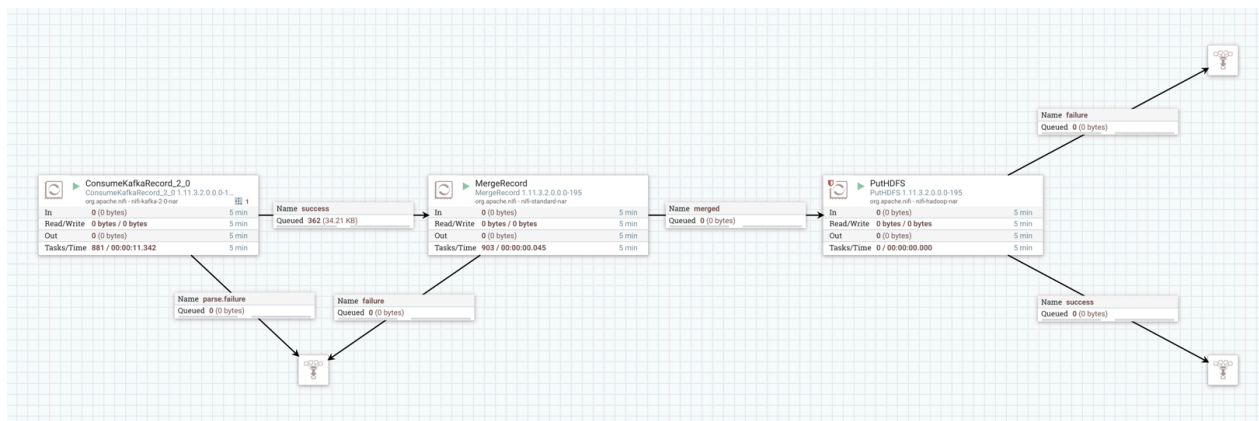 Name failure
Queued 0 (0 bytes)
ConsumeKafkaRecord_2_0
ConsumeKafkaRecord_2_0 1.11.3.2.0.0.0-1...
org.apache.nifi - nifi-kafka-2-0-nar
1
In 0 (0 bytes) 5 min
Read/Write 0 bytes / 0 bytes 5 min
Out 0 (0 bytes) 5 min
Tasks/Time 881 / 00:00:11.342 5 min
Name success
Queued 362 (34.21 KB)
MergeRecord
MergeRecord 1.11.3.2.0.0.0-195
org.apache.nifi - nifi-standard-nar
In 0 (0 bytes) 5 min
Read/Write 0 bytes / 0 bytes 5 min
Out 0 (0 bytes) 5 min
Tasks/Time 903 / 00:00:00.045 5 min
Name merged
Queued 0 (0 bytes)
PutHDFS
PutHDFS 1.11.3.2.0.0.0-195
org.apache.nifi - nifi-hadoop-nar
In 0 (0 bytes) 5 min
Read/Write 0 bytes / 0 bytes 5 min
Out 0 (0 bytes) 5 min
Tasks/Time 0 / 00:00:00.000 5 min
Name parse.failure
Queued 0 (0 bytes)
Name failure
Queued 0 (0 bytes)
Name success
Queued 0 (0 bytes)